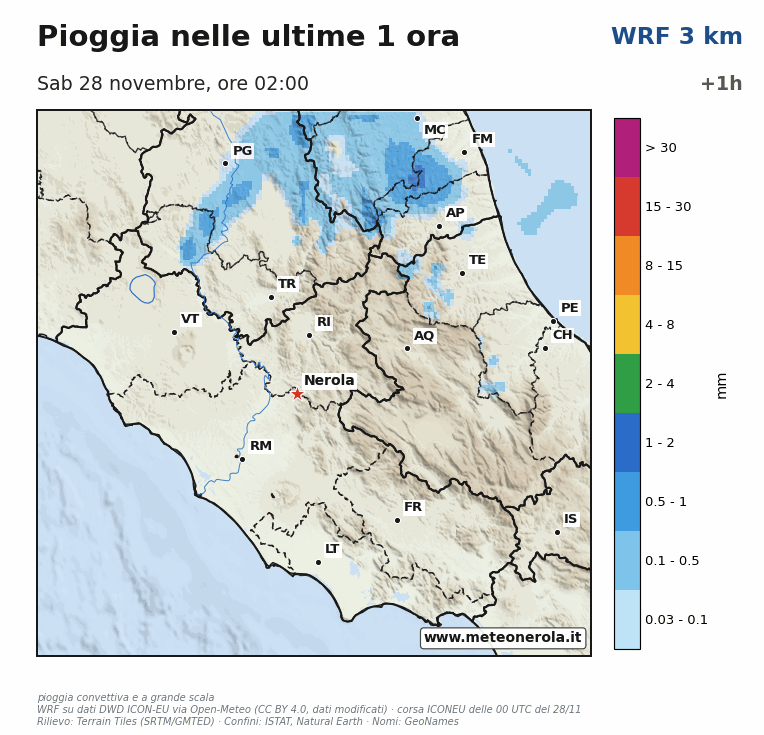 Pioggia nelle ultime 1 ora
WRF 3 km
Sab 28 novembre, ore 02:00
+1h
MC
FM
PG
AP
TE
TR
PE
VT
RI
AQ
CH
Nerola
RM
FR
IS
LT
www.meteonerola.it
> 30
15 - 30
8 - 15
4 - 8
2 - 4
1 - 2
0.5 - 1
0.1 - 0.5
0.03 - 0.1
mm
pioggia convettiva e a grande scala
WRF su dati DWD ICON-EU via Open-Meteo (CC BY 4.0, dati modificati) · corsa ICONEU delle 00 UTC del 28/11
Rilievo: Terrain Tiles (SRTM/GMTED) · Confini: ISTAT, Natural Earth · Nomi: GeoNames